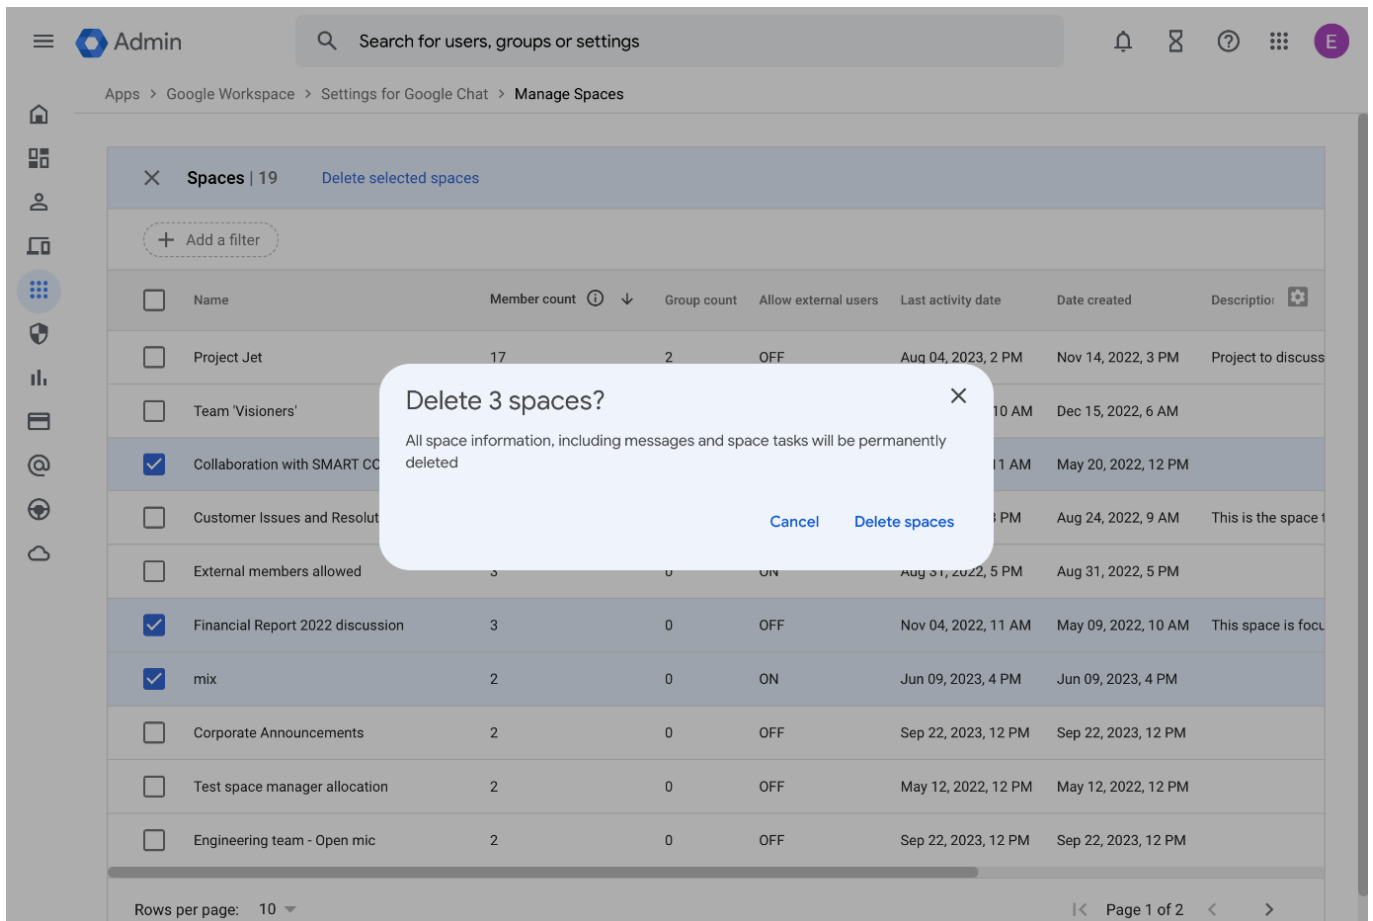 Admin
Search for users, groups or settings
E
Apps > Google Workspace > Settings for Google Chat > Manage Spaces
Spaces | 19 Delete selected spaces
+ Add a filter
Name Member count Group count Allow external users Last activity date Date created Description
Project Jet 17 2 OFF Aug 04, 2023, 2 PM Nov 14, 2022, 3 PM Project to discuss
Team 'Visioners' 10 AM Dec 15, 2022, 6 AM
Collaboration with SMART CO 11 AM May 20, 2022, 12 PM
Customer Issues and Resolut PM Aug 24, 2022, 9 AM This is the space t
External members allowed 3 0 ON Aug 31, 2022, 5 PM Aug 31, 2022, 5 PM
Financial Report 2022 discussion 3 0 OFF Nov 04, 2022, 11 AM May 09, 2022, 10 AM This space is focu
mix 2 0 ON Jun 09, 2023, 4 PM Jun 09, 2023, 4 PM
Corporate Announcements 2 0 OFF Sep 22, 2023, 12 PM Sep 22, 2023, 12 PM
Test space manager allocation 2 0 OFF May 12, 2022, 12 PM May 12, 2022, 12 PM
Engineering team - Open mic 2 0 OFF Sep 22, 2023, 12 PM Sep 22, 2023, 12 PM
Delete 3 spaces?
All space information, including messages and space tasks will be permanently
deleted
Cancel Delete spaces
Rows per page: 10 Page 1 of 2